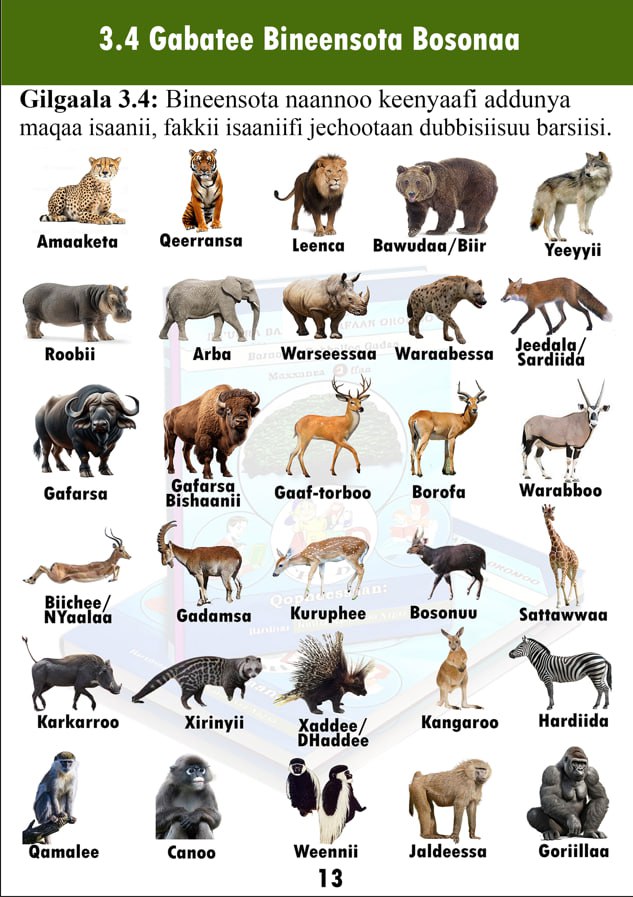 3.4 Gabatee Bineensota Bosonaa
Gilgaala 3.4: Bineensota naannoo keenyaafi addunya
maqaa isaanii, fakkii isaaniifi jechootaan dubbisiisuu barsiisi.
Amaaketa
Qeerransa
Leenca
Bawudaa/Biir
Yeeyyii
Roobii
Arba
Warseessaa
Waraabessa
Jeedala/
Sardiida
Gafarsa
Gafarsa
Bishaanii
Gaaf-torboo
Borofa
Warabboo
Biichee/
NYaalaa
Gadamsa
Kuruphee
Bosonuu
Sattawwaa
Karkarroo
Xirinyii
Xaddee/
DHaddee
Kangaroo
Hardiida
Qamalee
Canoo
Weennii
Jaldeessa
Goriillaa
13